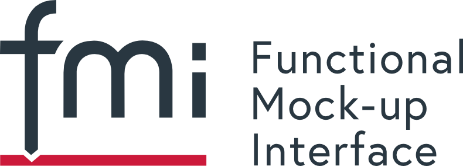 fmi
Functional
Mock-up
Interface